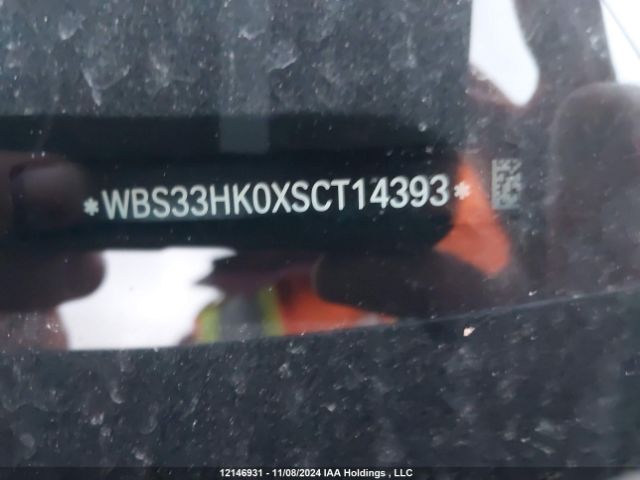 *WBS33HK0XSCT14393*
12146931 - 11/08/2024 IAA Holdings , LLC